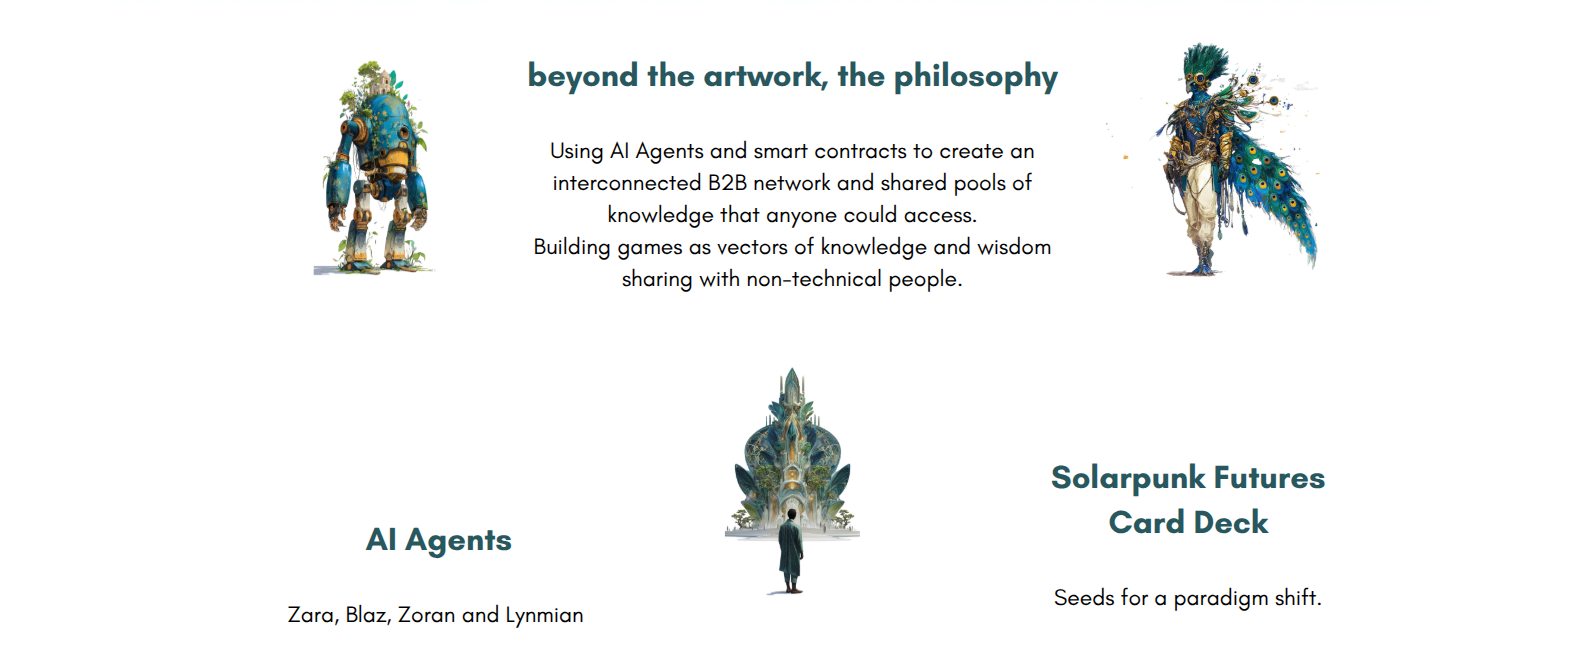 beyond the artwork, the philosophy
Using AI Agents and smart contracts to create an
interconnected B2B network and shared pools of
knowledge that anyone could access.
Building games as vectors of knowledge and wisdom
sharing with non-technical people.
AI Agents
Zara, Blaz, Zoran and Lynmian
Solarpunk Futures
Card Deck
Seeds for a paradigm shift.